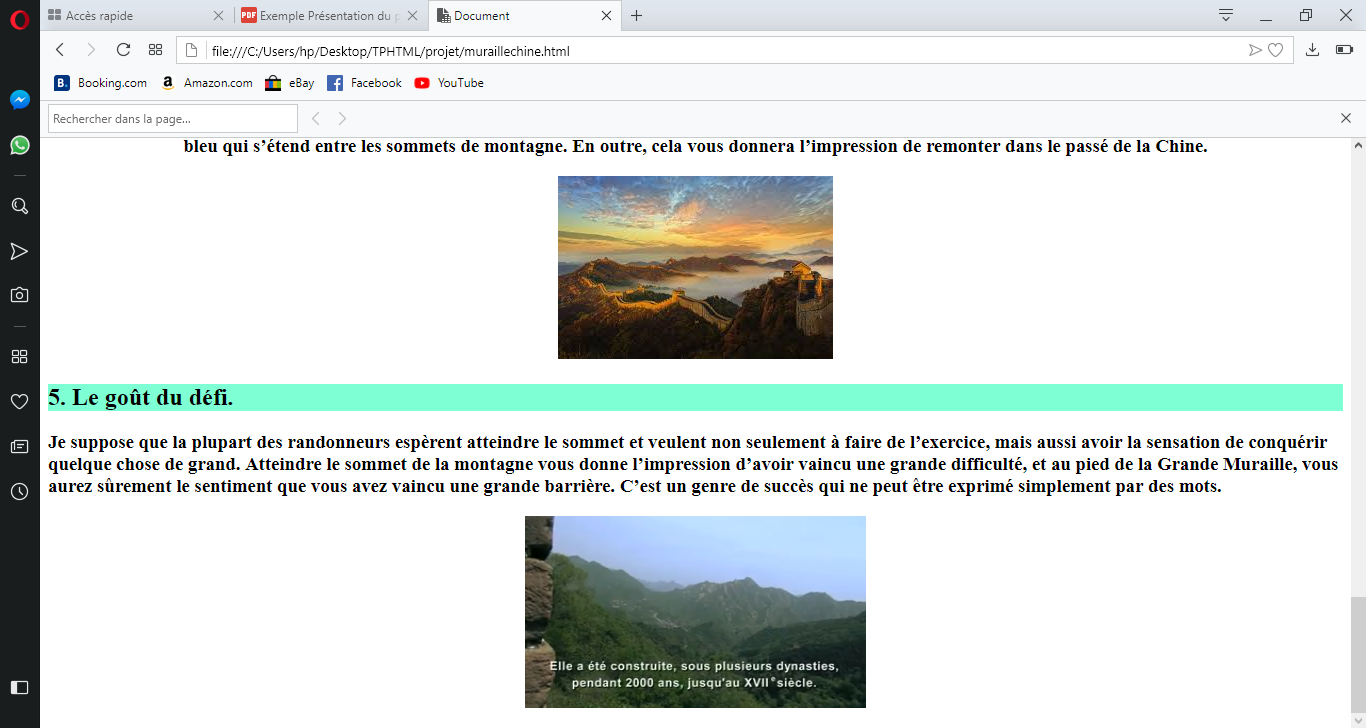 Accès rapide
PDF Exemple Présentation du p
Document
file:///C:/Users/hp/Desktop/TPHTML/projet/muraillechine.html
B. Booking.com
a Amazon.com
eBay
Facebook
YouTube
Rechercher dans la page...
bleu qui s’étend entre les sommets de montagne. En outre, cela vous donnera l’impression de remonter dans le passé de la Chine.
5. Le goût du défi.
Je suppose que la plupart des randonneurs espèrent atteindre le sommet et veulent non seulement à faire de l’exercice, mais aussi avoir la sensation de conquérir
quelque chose de grand. Atteindre le sommet de la montagne vous donne l’impression d’avoir vaincu une grande difficulté, et au pied de la Grande Muraille, vous
aurez sûrement le sentiment que vous avez vaincu une grande barrière. C’est un genre de succès qui ne peut être exprimé simplement par des mots.
Elle a été construite, sous plusieurs dynasties,
pendant 2000 ans, jusqu'au XVII° siècle.